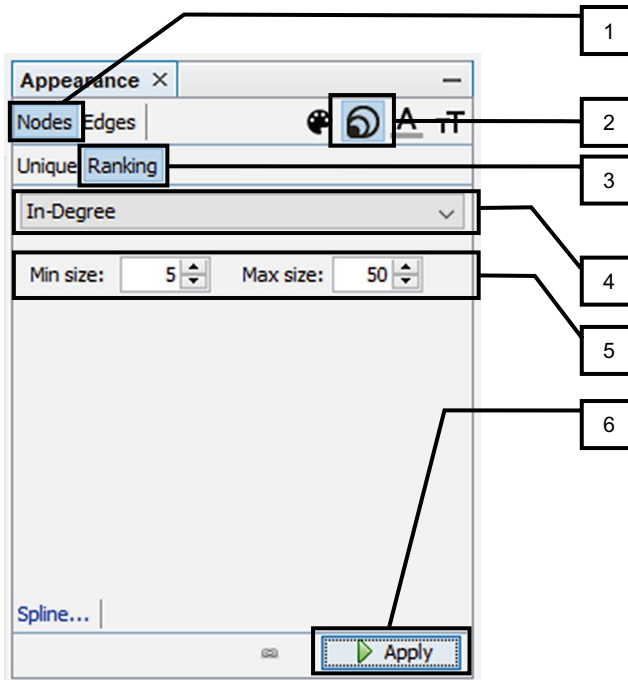 1
Appearance ×
Nodes Edges A TT
2
Unique Ranking
3
In-Degree
4
Min size: 5 Max size: 50
5
6
Spline...
Apply